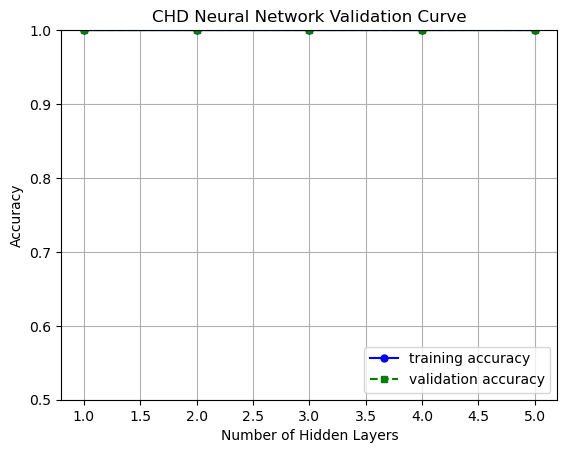 CHD Neural Network Validation Curve
1.0
0.9
0.8
0.7
0.6
0.5
Accuracy
training accuracy
validation accuracy
1.0 1.5 2.0 2.5 3.0 3.5 4.0 4.5 5.0
Number of Hidden Layers